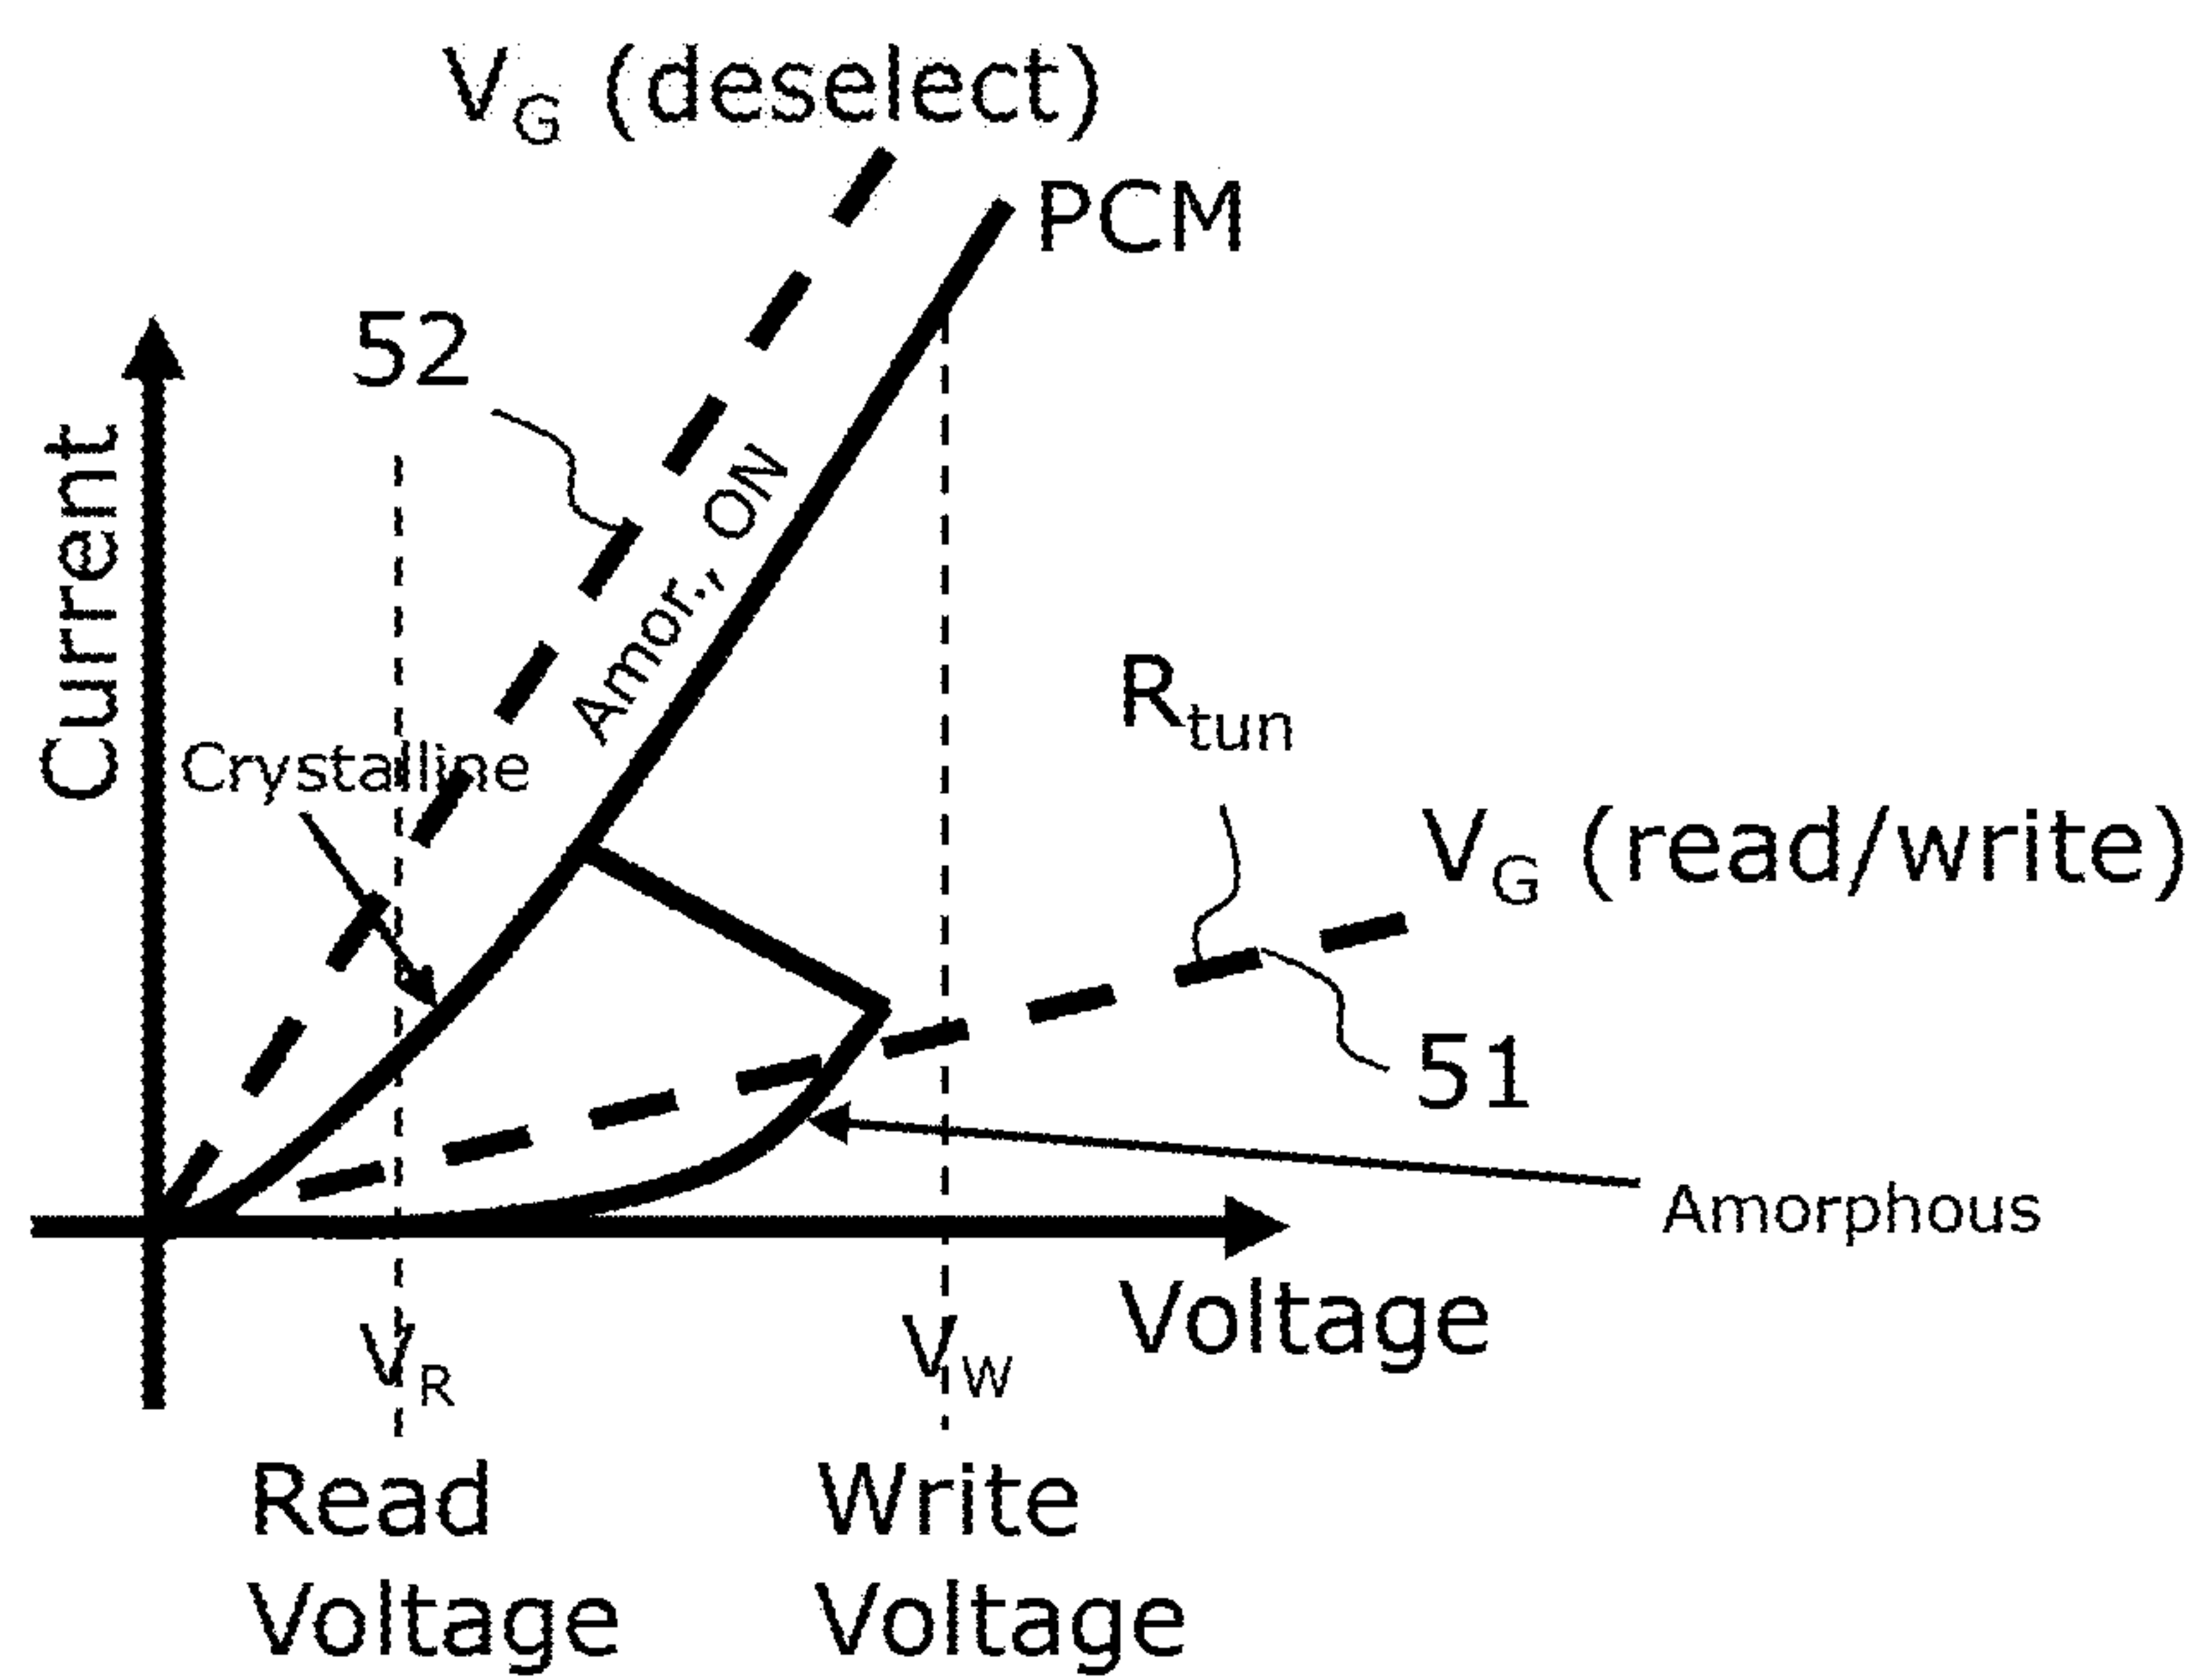 VG (deselect)
PCM
52
Amor., ON
Current
Crystalline
Rtun
VG (read/write)
51
Amorphous
Voltage
VR
VW
Read
Voltage
Write
Voltage